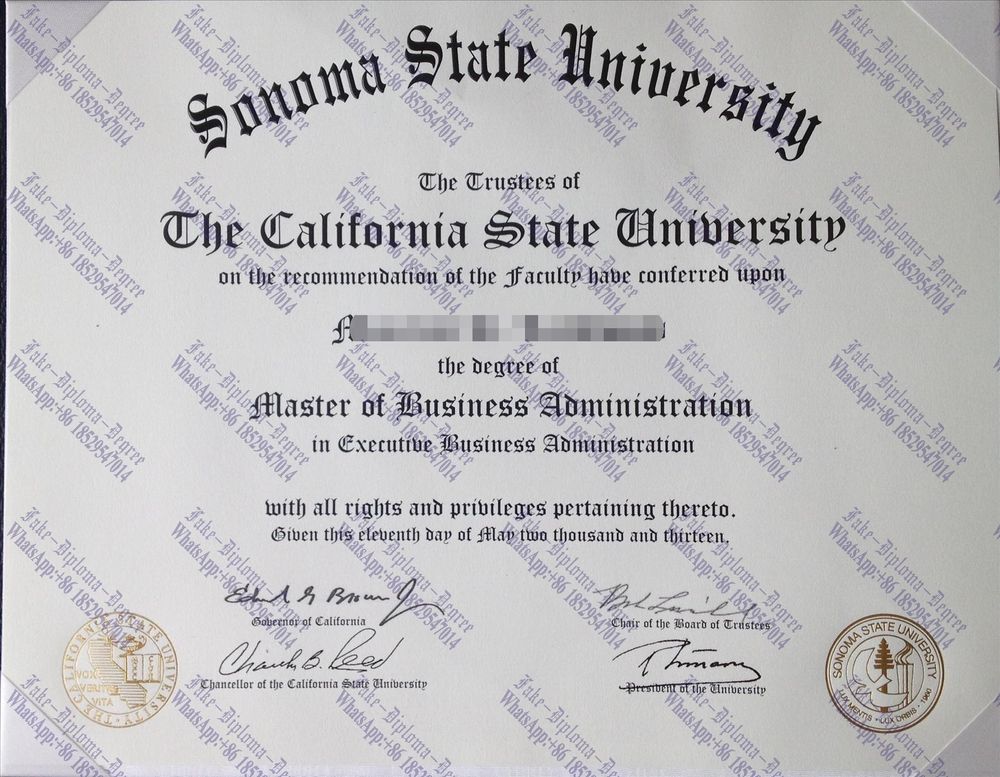 Sonoma State University
The Trustees of
The California State University
on the recommendation of the Faculty have conferred upon
the degree of
Master of Business Administration
in Executive Business Administration
with all rights and privileges pertaining thereto.
Given this eleventh day of May two thousand and thirteen.
Governor of California
Chair of the Board of Trustees
Chancellor of the California State University
President of the University
THE CALIFORNIA STATE UNIVERSITY
VOX
VERITAS
VITA
SONOMA STATE UNIVERSITY
LUX MENTIS · LUX ORBIS · 1960
Fake-Diploma-Degree
WhatsApp:+86 18529547014